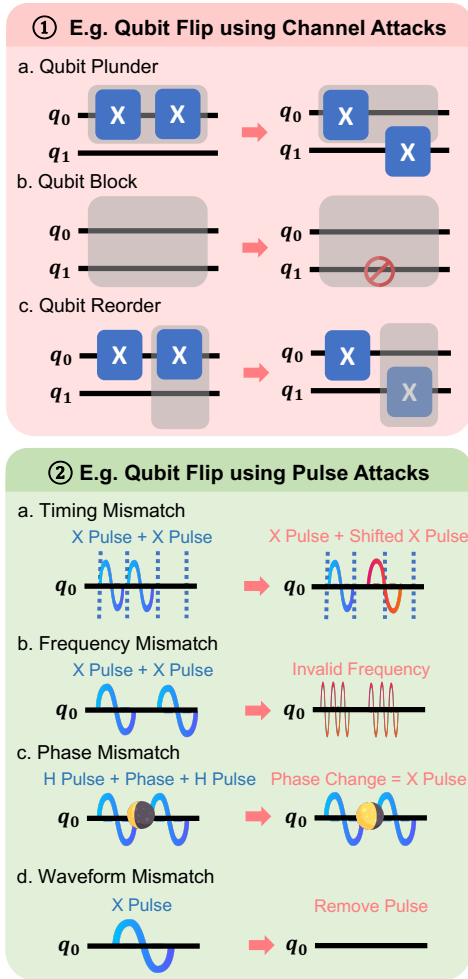 ① E.g. Qubit Flip using Channel Attacks
a. Qubit Plunder
q₀ X X q₀ X
q₁ q₁ X
b. Qubit Block
q₀ q₀
q₁ q₁
c. Qubit Reorder
q₀ X X q₀ X
q₁ q₁ X
② E.g. Qubit Flip using Pulse Attacks
a. Timing Mismatch
X Pulse + X Pulse X Pulse + Shifted X Pulse
q₀ q₀
b. Frequency Mismatch
X Pulse + X Pulse Invalid Frequency
q₀ q₀
c. Phase Mismatch
H Pulse + Phase + H Pulse Phase Change = X Pulse
q₀ q₀
d. Waveform Mismatch
X Pulse Remove Pulse
q₀ q₀